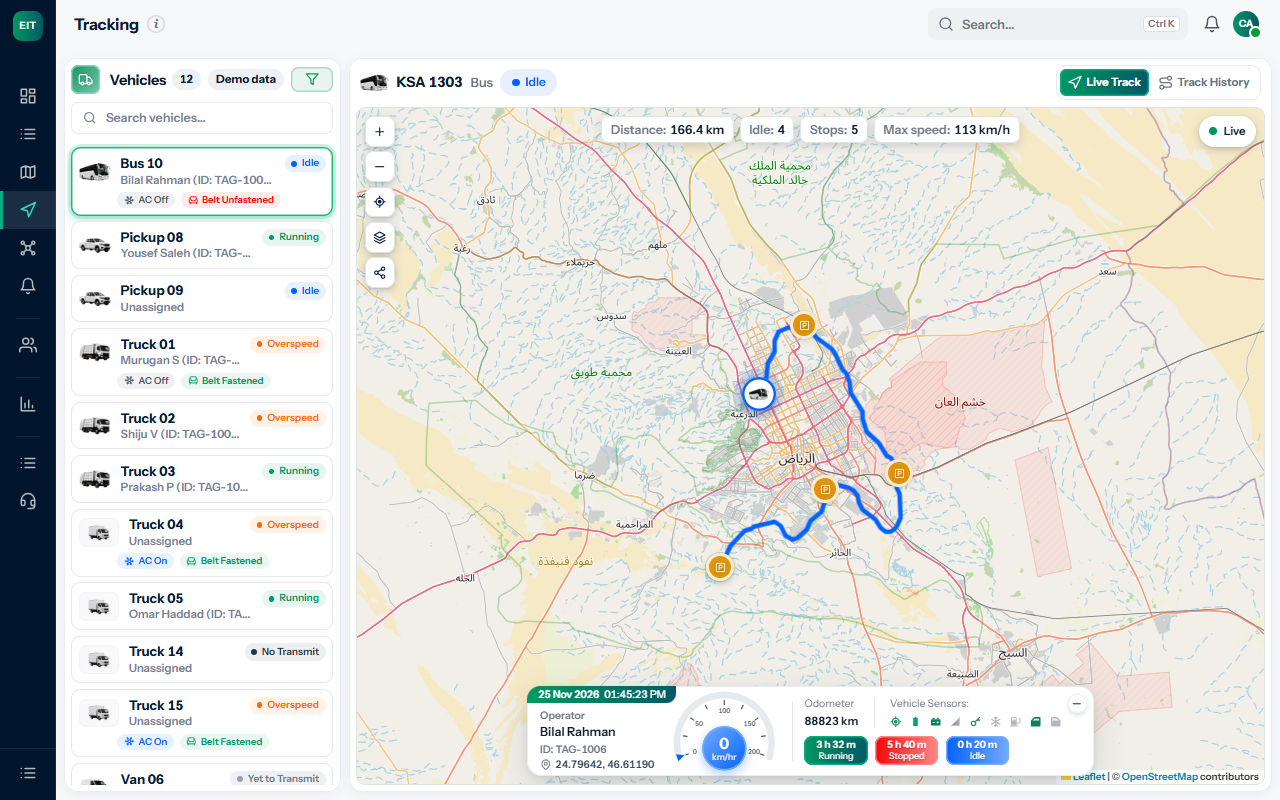 EIT
Tracking
i
Search...
Ctrl K
CA
Vehicles
12
Demo data
Search vehicles...
Bus 10
Idle
Bilal Rahman (ID: TAG-100...
AC Off
Belt Unfastened
Pickup 08
Running
Yousef Saleh (ID: TAG-...
Pickup 09
Idle
Unassigned
Truck 01
Overspeed
Murugan S (ID: TAG-...
AC Off
Belt Fastened
Truck 02
Overspeed
Shiju V (ID: TAG-100...
Truck 03
Running
Prakash P (ID: TAG-10...
Truck 04
Overspeed
Unassigned
AC On
Belt Fastened
Truck 05
Running
Omar Haddad (ID: TA...
Truck 14
No Transmit
Unassigned
Truck 15
Overspeed
Unassigned
AC On
Belt Fastened
Van 06
Yet to Transmit
KSA 1303
Bus
Idle
Live Track
Track History
+
−
Distance: 166.4 km
Idle: 4
Stops: 5
Max speed: 113 km/h
Live
محمية الملك
خالد الملكية
ثادق
ملهم
رغبة
حريملاء
سعد
سدوس
العيينة
محمية طويق
P
الدرعية
خشم العان
الرياض
P
ضرما
P
المزاحمية
الحائر
نفود قنيفذة
P
الجله
السيح
الضبيعة
25 Nov 2026 01:45:23 PM
Operator
Bilal Rahman
ID: TAG-1006
24.79642, 46.61190
0
50
100
150
200
0
km/hr
Odometer
88823 km
Vehicle Sensors:
3 h 32 m
Running
5 h 40 m
Stopped
0 h 20 m
Idle
Leaflet | © OpenStreetMap contributors